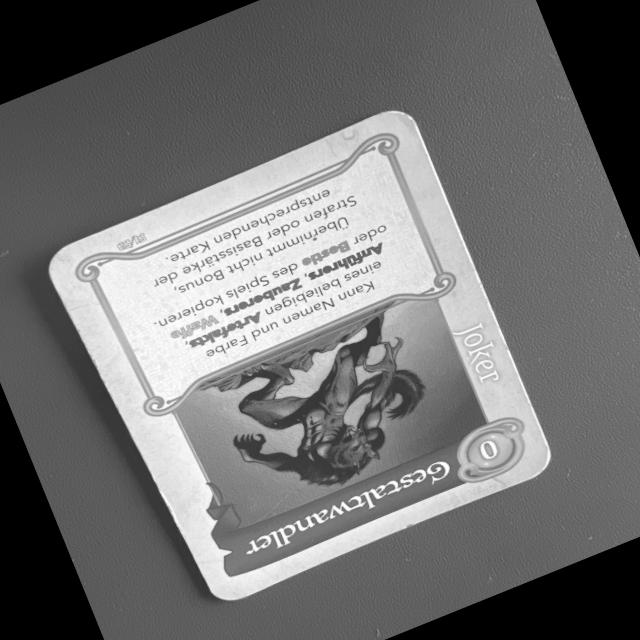 0
Gestaltwandler
Joker
Kann Namen und Farbe
eines beliebigen Artefakts,
Anführers, Zauberers, Waffe
oder Bestie des Spiels kopieren.
Übernimmt nicht Bonus,
Strafen oder Basisstärke der
entsprechenden Karte.